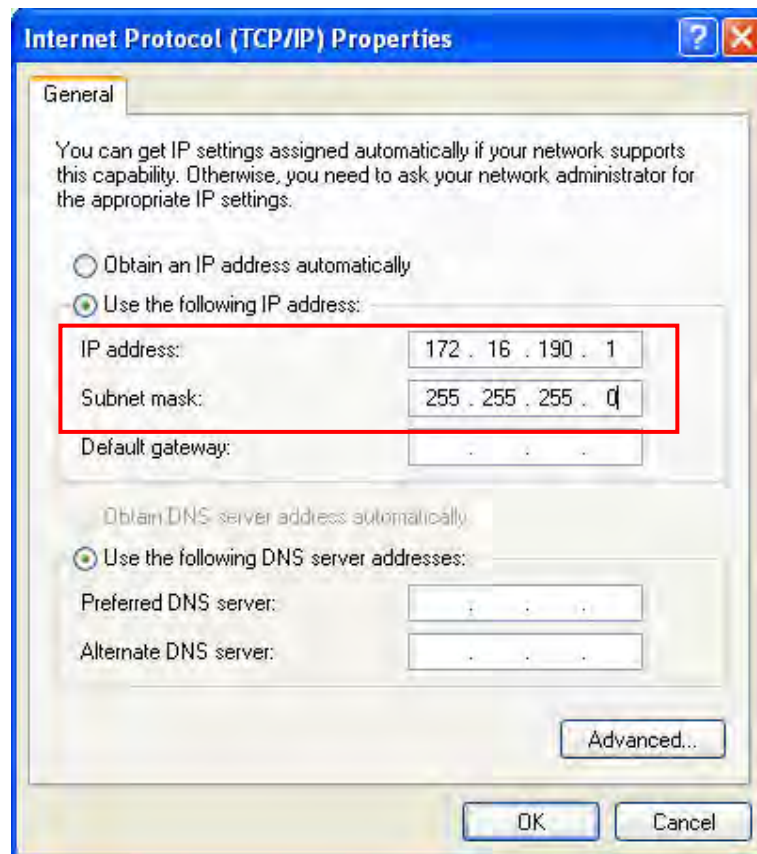 Internet Protocol (TCP/IP) Properties
General
You can get IP settings assigned automatically if your network supports
this capability. Otherwise, you need to ask your network administrator for
the appropriate IP settings.
Obtain an IP address automatically
Use the following IP address:
IP address: 172 . 16 . 190 . 1
Subnet mask: 255 . 255 . 255 . 0
Default gateway: . . .
Obtain DNS server address automatically
Use the following DNS server addresses:
Preferred DNS server: . . .
Alternate DNS server: . . .
Advanced...
OK Cancel